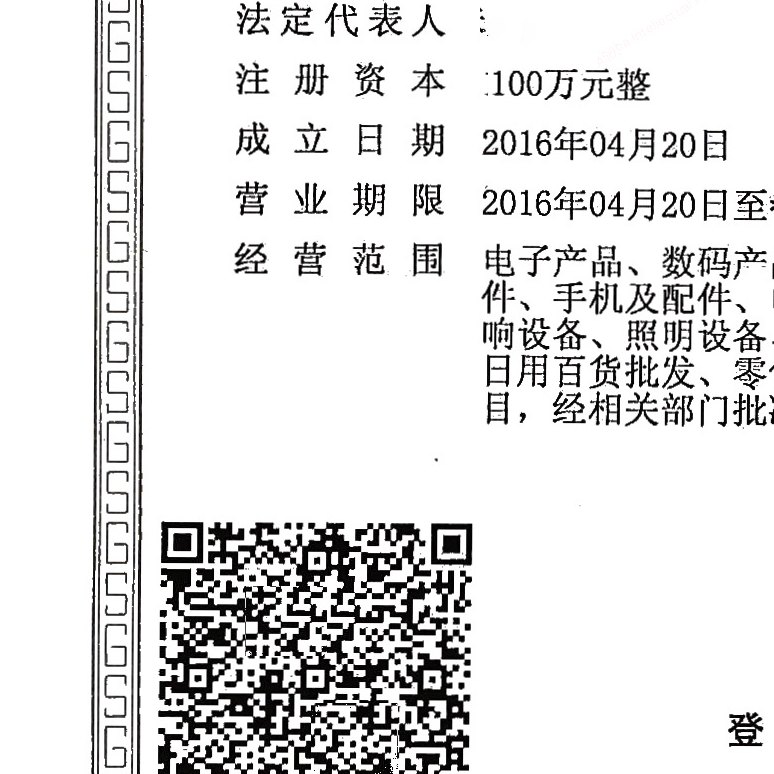 法定代表人
注册资本 100万元整
成立日期 2016年04月20日
营业期限 2016年04月20日至
经营范围 电子产品、数码产
件、手机及配件、
响设备、照明设备、
日用百货批发、零
目，经相关部门批
登